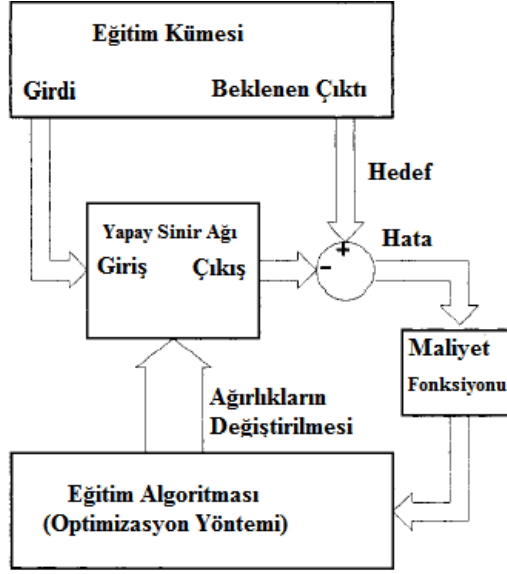 Eğitim Kümesi
Girdi
Beklenen Çıktı
Hedef
Yapay Sinir Ağı
Giriş
Çıkış
+
-
Hata
Maliyet
Fonksiyonu
Ağırlıkların
Değiştirilmesi
Eğitim Algoritması
(Optimizasyon Yöntemi)